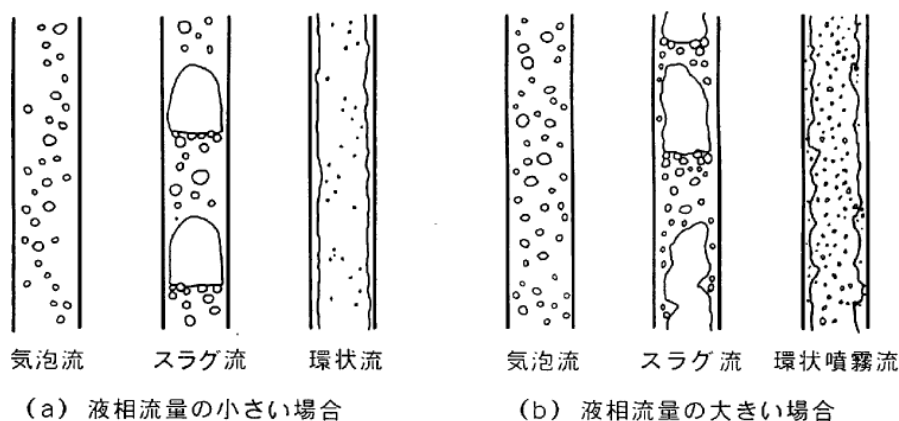 気泡流 スラグ流 環状流 気泡流 スラグ流 環状噴霧流
(a) 液相流量の小さい場合 (b) 液相流量の大きい場合